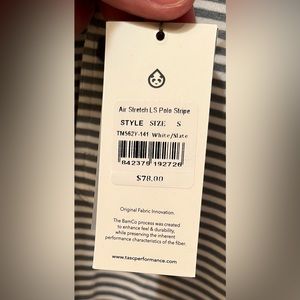 Air Stretch LS Polo Stripe
STYLE SIZE S
TM562Y-141 White/Slate
842379 192726
$78.00
Original Fabric Innovation.
The BamCo process was created
to enhance feel & durability,
while preserving the inherent
performance characteristics of the fiber.
www.tascperformance.com